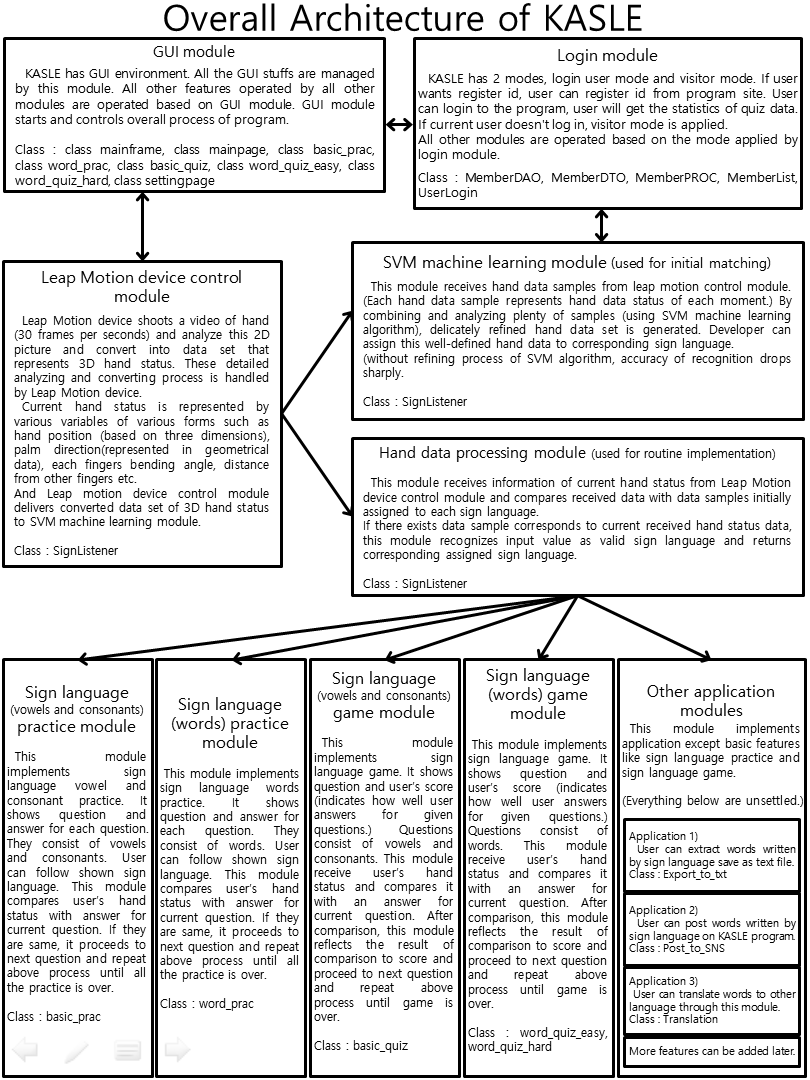 Overall Architecture of KASLE
GUI module
KASLE has GUI environment. All the GUI stuffs are managed
by this module. All other features operated by all other
modules are operated based on GUI module. GUI module
starts and controls overall process of program.
Class : class mainframe, class mainpage, class basic_prac,
class word_prac, class basic_quiz, class word_quiz_easy, class
word_quiz_hard, class settingpage
Login module
KASLE has 2 modes, login user mode and visitor mode. If user
wants register id, user can register id from program site. User
can login to the program, user will get the statistics of quiz data.
If current user doesn't log in, visitor mode is applied.
All other modules are operated based on the mode applied by
login module.
Class : MemberDAO, MemberDTO, MemberPROC, MemberList,
UserLogin
Leap Motion device control
module
Leap Motion device shoots a video of hand
(30 frames per seconds) and analyze this 2D
picture and convert into data set that
represents 3D hand status. These detailed
analyzing and converting process is handled
by Leap Motion device.
Current hand status is represented by
various variables of various forms such as
hand position (based on three dimensions),
palm direction(represented in geometrical
data), each fingers bending angle, distance
from other fingers etc.
And Leap motion device control module
delivers converted data set of 3D hand status
to SVM machine learning module.
Class : SignListener
SVM machine learning module (used for initial matching)
This module receives hand data samples from leap motion control module.
(Each hand data sample represents hand data status of each moment.) By
combining and analyzing plenty of samples (using SVM machine learning
algorithm), delicately refined hand data set is generated. Developer can
assign this well-defined hand data to corresponding sign language.
(without refining process of SVM algorithm, accuracy of recognition drops
sharply.
Class : SignListener
Hand data processing module (used for routine implementation)
This module receives information of current hand status from Leap Motion
device control module and compares received data with data samples initially
assigned to each sign language.
If there exists data sample corresponds to current received hand status data,
this module recognizes input value as valid sign language and returns
corresponding assigned sign language.
Class : SignListener
Sign language
(vowels and consonants)
practice module
This module
implements sign
language vowel and
consonant practice. It
shows question and
answer for each question.
They consist of vowels
and consonants. User
can follow shown sign
language. This module
compares user's hand
status with answer for
current question. If they
are same, it proceeds to
next question and repeat
above process until all
the practice is over.
Class : basic_prac
Sign language
(words) practice
module
This module implements
sign language words
practice. It shows
question and answer for
each question. They
consist of words. User
can follow shown sign
language. This module
compares user's hand
status with answer for
current question. If they
are same, it proceeds to
next question and repeat
above process until all
the practice is over.
Class : word_prac
Sign language
(vowels and consonants)
game module
This module
implements sign
language game. It shows
question and user's score
(indicates how well user
answers for given
questions.) Questions
consist of vowels and
consonants. This module
receive user's hand
status and compares it
with an answer for
current question. After
comparison, this module
reflects the result of
comparison to score and
proceed to next question
and repeat above
process until game is
over.
Class : basic_quiz
Sign language
(words) game
module
This module implements
sign language game. It
shows question and
user's score (indicates
how well user answers
for given questions.)
Questions consist of
words. This module
receive user's hand
status and compares it
with an answer for
current question. After
comparison, this module
reflects the result of
comparison to score and
proceed to next question
and repeat above
process until game is
over.
Class : word_quiz_easy,
word_quiz_hard
Other application
modules
This module implements
application except basic features
like sign language practice and
sign language game.
(Everything below are unsettled.)
Application 1)
User can extract words written
by sign language save as text file.
Class : Export_to_txt
Application 2)
User can post words written by
sign language on KASLE program.
Class : Post_to_SNS
Application 3)
User can translate words to other
language through this module.
Class : Translation
More features can be added later.